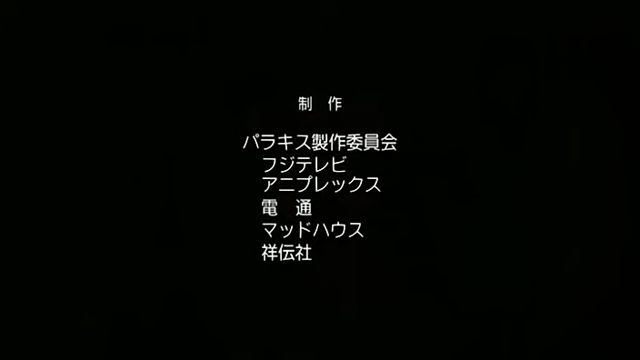 制　作
パラキス製作委員会
フジテレビ
アニプレックス
電　通
マッドハウス
祥伝社